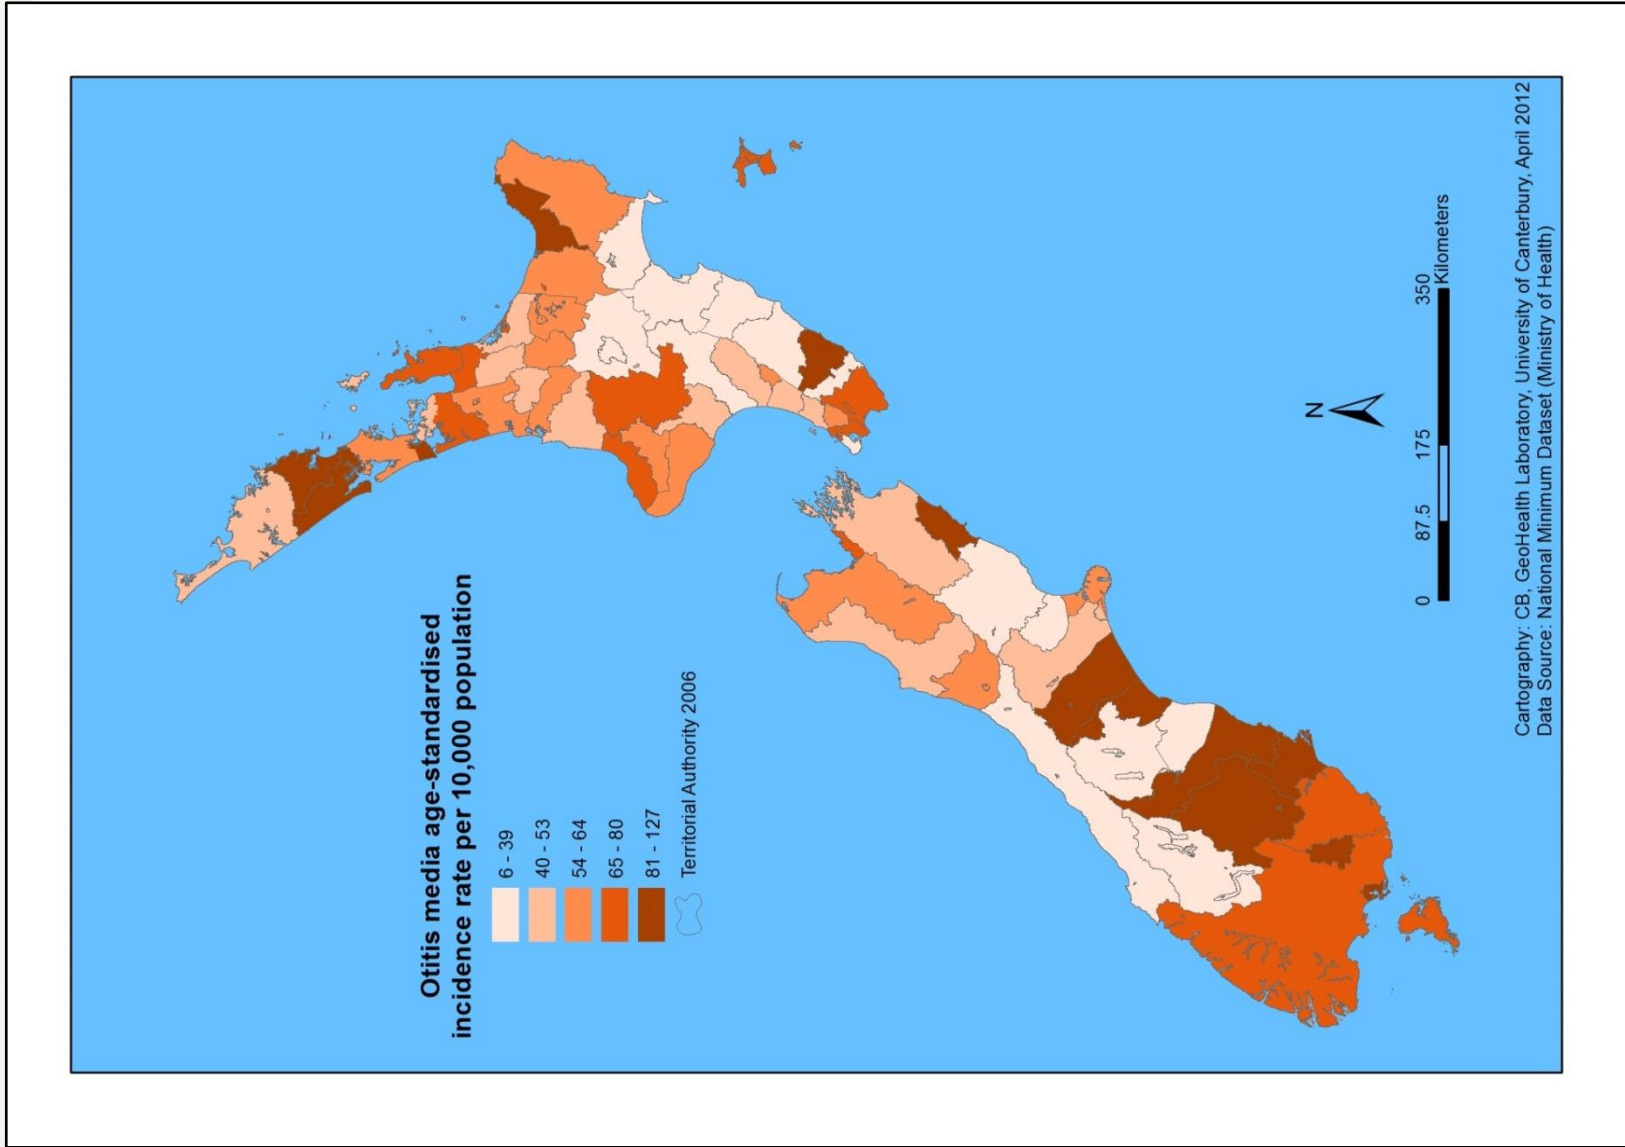 Otitis media age-standardised
incidence rate per 10,000 population
6 - 39
40 - 53
54 - 64
65 - 80
81 - 127
Territorial Authority 2006
N
0 87.5 175 350
Kilometers
Cartography: CB, GeoHealth Laboratory, University of Canterbury, April 2012
Data Source: National Minimum Dataset (Ministry of Health)